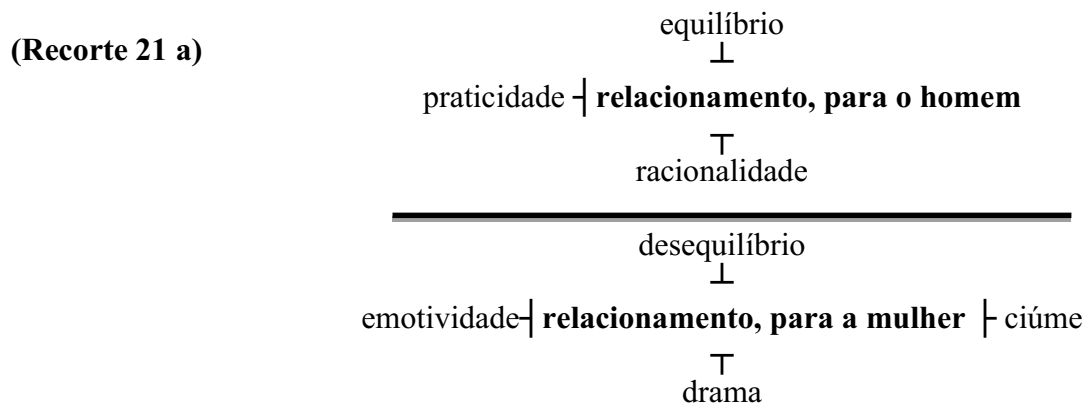 (Recorte 21 a)
equilíbrio
praticidade ┤relacionamento, para o homem
racionalidade
desequilíbrio
emotividade┤relacionamento, para a mulher ├ ciúme
drama